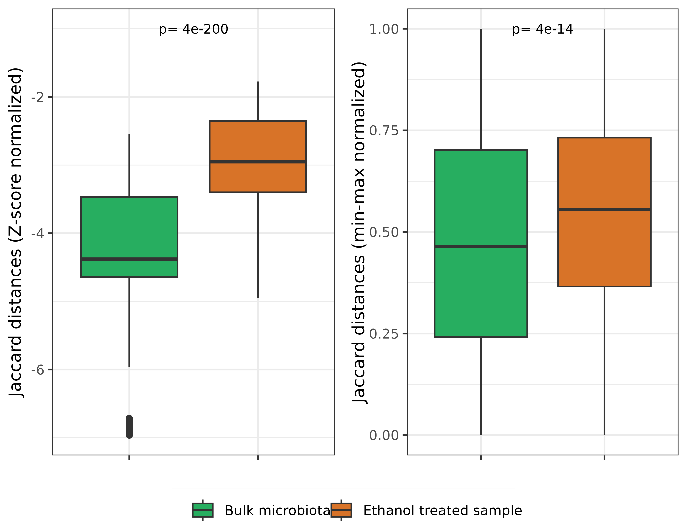 p= 4e-200
p= 4e-14
Jaccard distances (Z-score normalized)
-2
-4
-6
Jaccard distances (min-max normalized)
1.00
0.75
0.50
0.25
0.00
Bulk microbiota
Ethanol treated sample